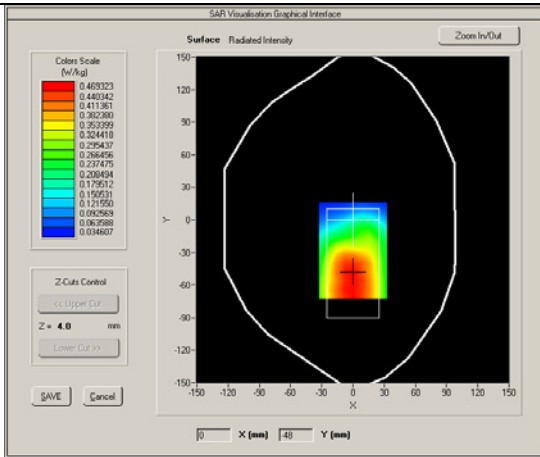 SAR Visualisation Graphical Interface
Surface Radiated Intensity
Zoom In/Out
Colors Scale
(W/kg)
0.469323
0.440342
0.411361
0.382380
0.353399
0.324418
0.295437
0.266456
0.237475
0.208494
0.179512
0.150531
0.121550
0.092569
0.063588
0.034607
Z-Cuts Control
<< Upper Cut
Z = 4.0 mm
Lower Cut >>
SAVE
Cancel
150
120
90
60
30
0
-30
-60
-90
-120
-150
Y
-150 -120 -90 -60 -30 0 30 60 90 120 150
X
0 X (mm) -48 Y (mm)